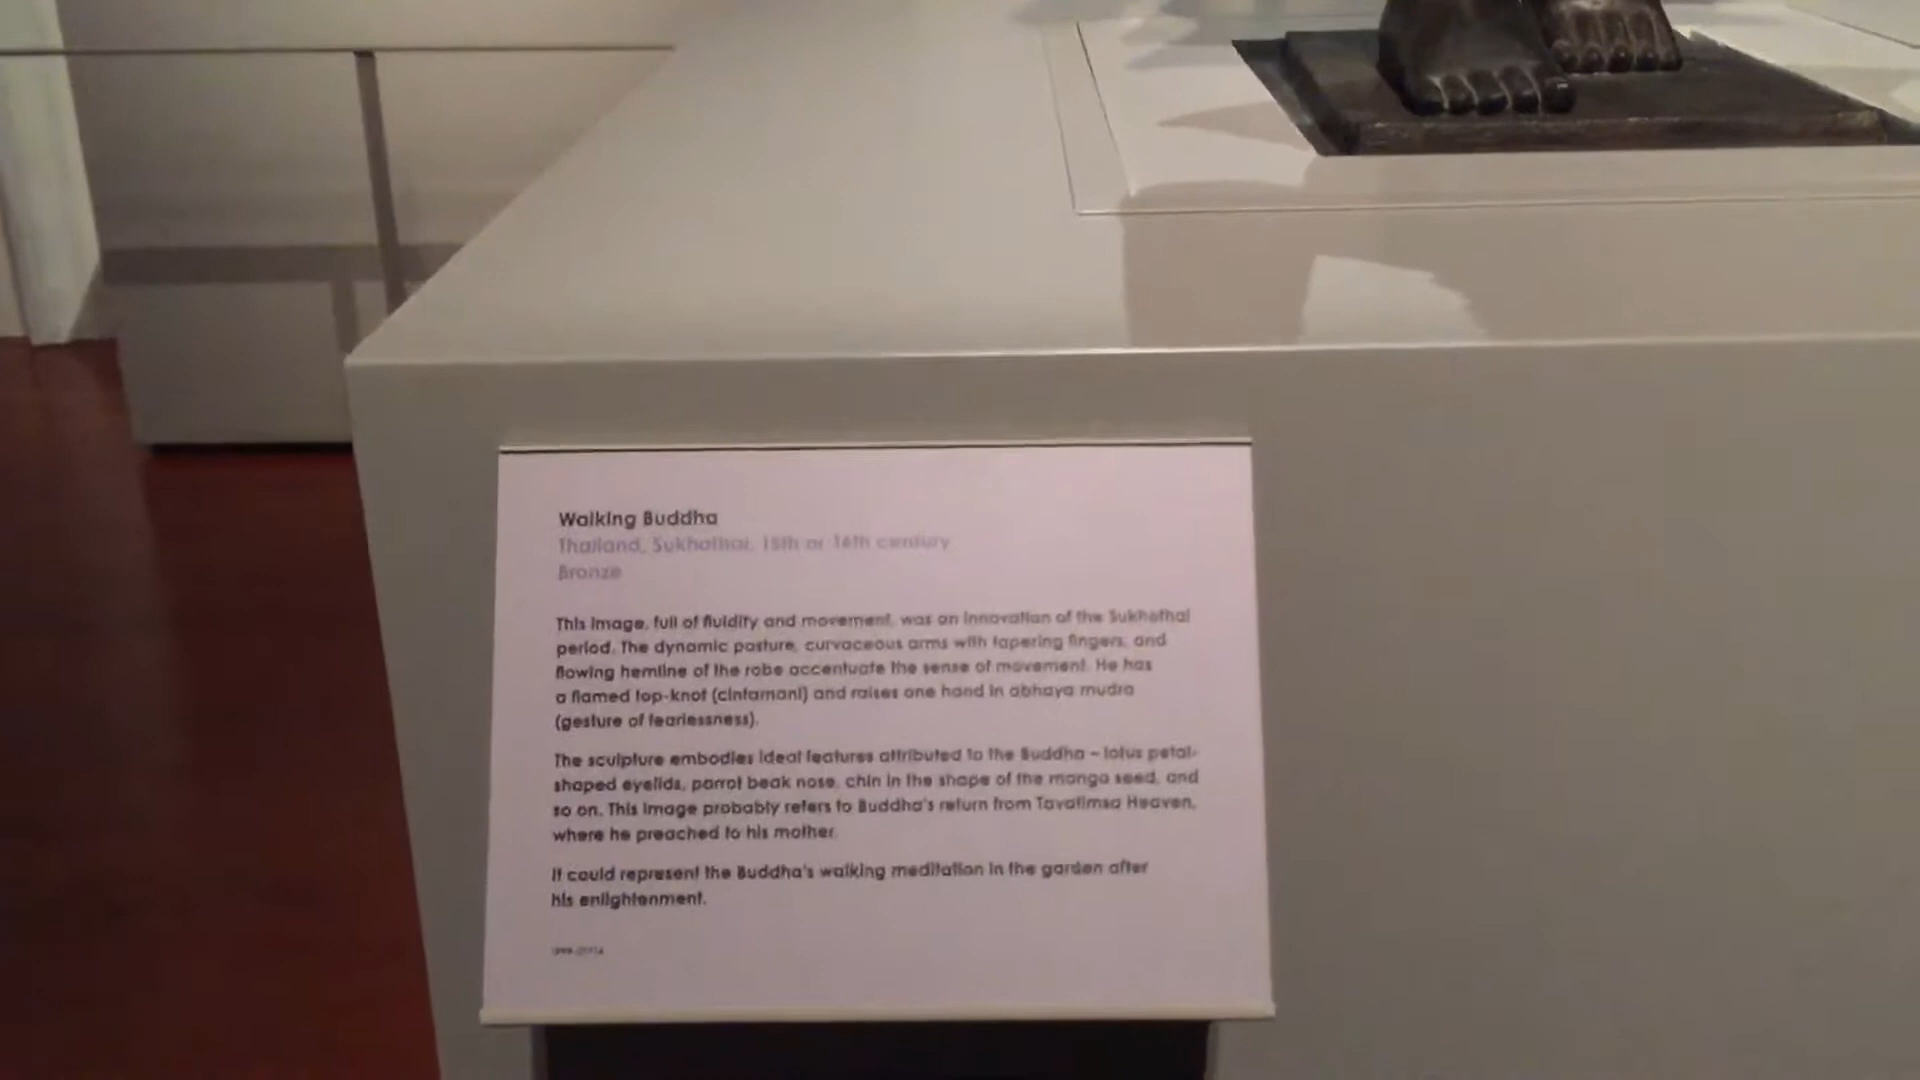 Walking Buddha
Thailand, Sukhothai, 15th or 16th century
Bronze
This image, full of fluidity and movement, was an innovation of the Sukhothai
period. The dynamic posture, curvaceous arms with tapering fingers, and
flowing hemline of the robe accentuate the sense of movement. He has
a flamed top-knot (cintamani) and raises one hand in abhaya mudra
(gesture of fearlessness).
The sculpture embodies ideal features attributed to the Buddha – lotus petal-
shaped eyelids, parrot beak nose, chin in the shape of the mango seed, and
so on. This image probably refers to Buddha's return from Tavatimsa Heaven,
where he preached to his mother.
It could represent the Buddha's walking meditation in the garden after
his enlightenment.